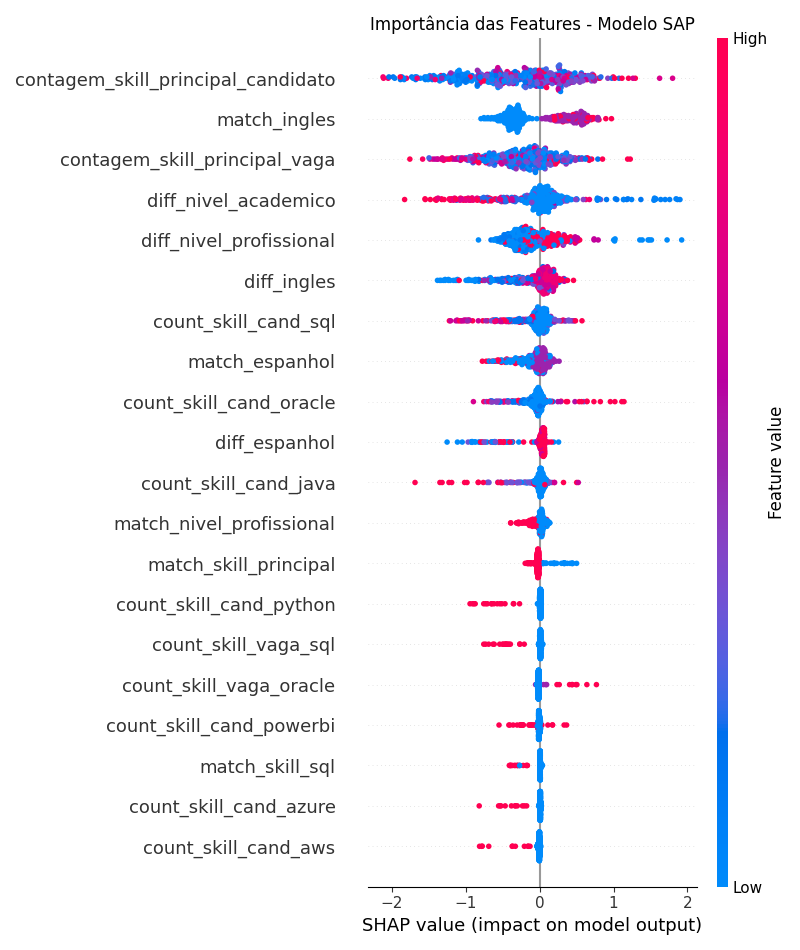 Importância das Features - Modelo SAP
High
contagem_skill_principal_candidato
match_ingles
contagem_skill_principal_vaga
diff_nivel_academico
diff_nivel_profissional
diff_ingles
count_skill_cand_sql
match_espanhol
count_skill_cand_oracle
diff_espanhol
count_skill_cand_java
match_nivel_profissional
match_skill_principal
count_skill_cand_python
count_skill_vaga_sql
count_skill_vaga_oracle
count_skill_cand_powerbi
match_skill_sql
count_skill_cand_azure
count_skill_cand_aws
Feature value
Low
−2 −1 0 1 2
SHAP value (impact on model output)